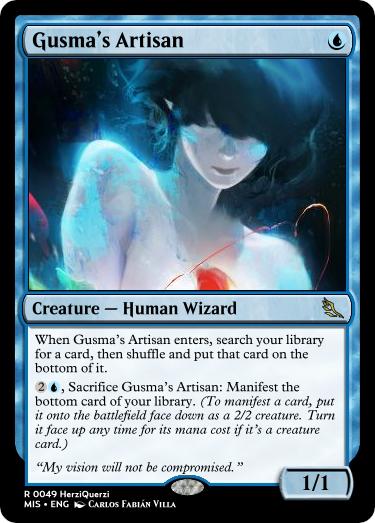 Gusma's Artisan
Creature — Human Wizard
When Gusma's Artisan enters, search your library
for a card, then shuffle and put that card on the
bottom of it.
2, Sacrifice Gusma's Artisan: Manifest the
bottom card of your library. (To manifest a card, put
it onto the battlefield face down as a 2/2 creature. Turn
it face up any time for its mana cost if it's a creature
card.)
"My vision will not be compromised."
1/1
R 0049 HerziQuerzi
MIS • ENG Carlos Fabián Villa